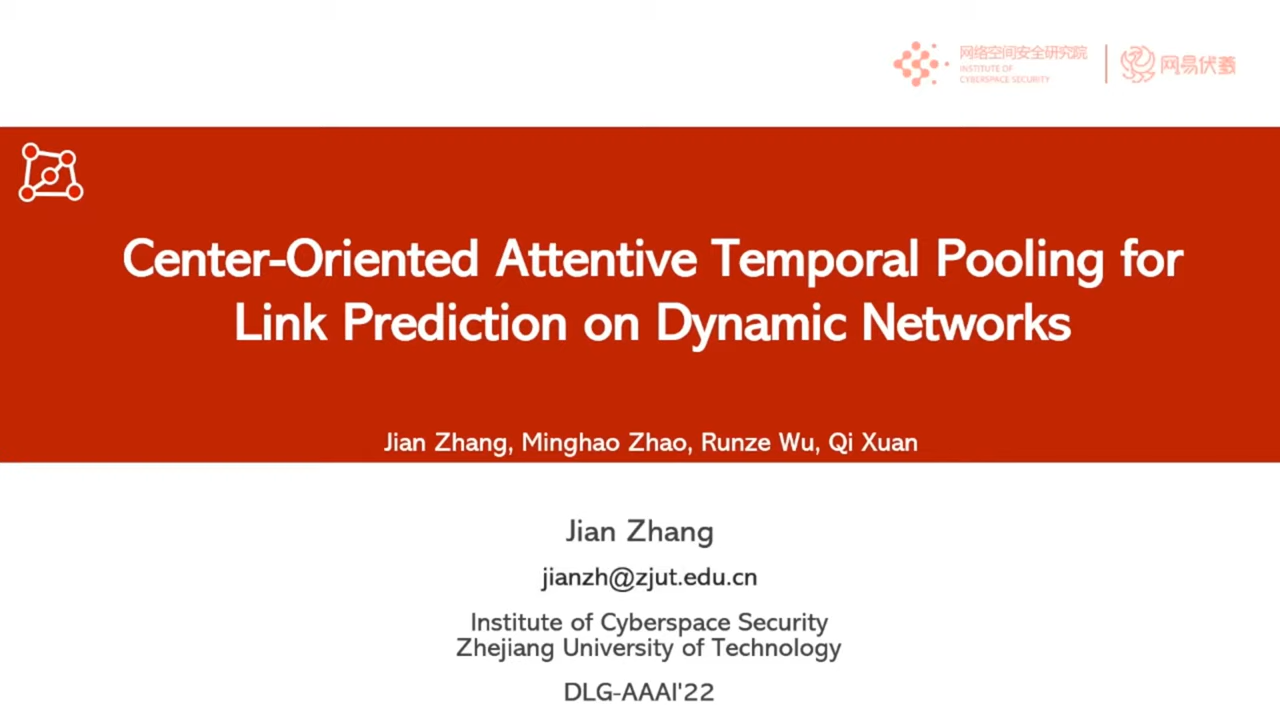 网络空间安全研究院
INSTITUTE OF
CYBERSPACE SECURITY
网易伏羲
Center-Oriented Attentive Temporal Pooling for
Link Prediction on Dynamic Networks
Jian Zhang, Minghao Zhao, Runze Wu, Qi Xuan
Jian Zhang
jianzh@zjut.edu.cn
Institute of Cyberspace Security
Zhejiang University of Technology
DLG-AAAI'22